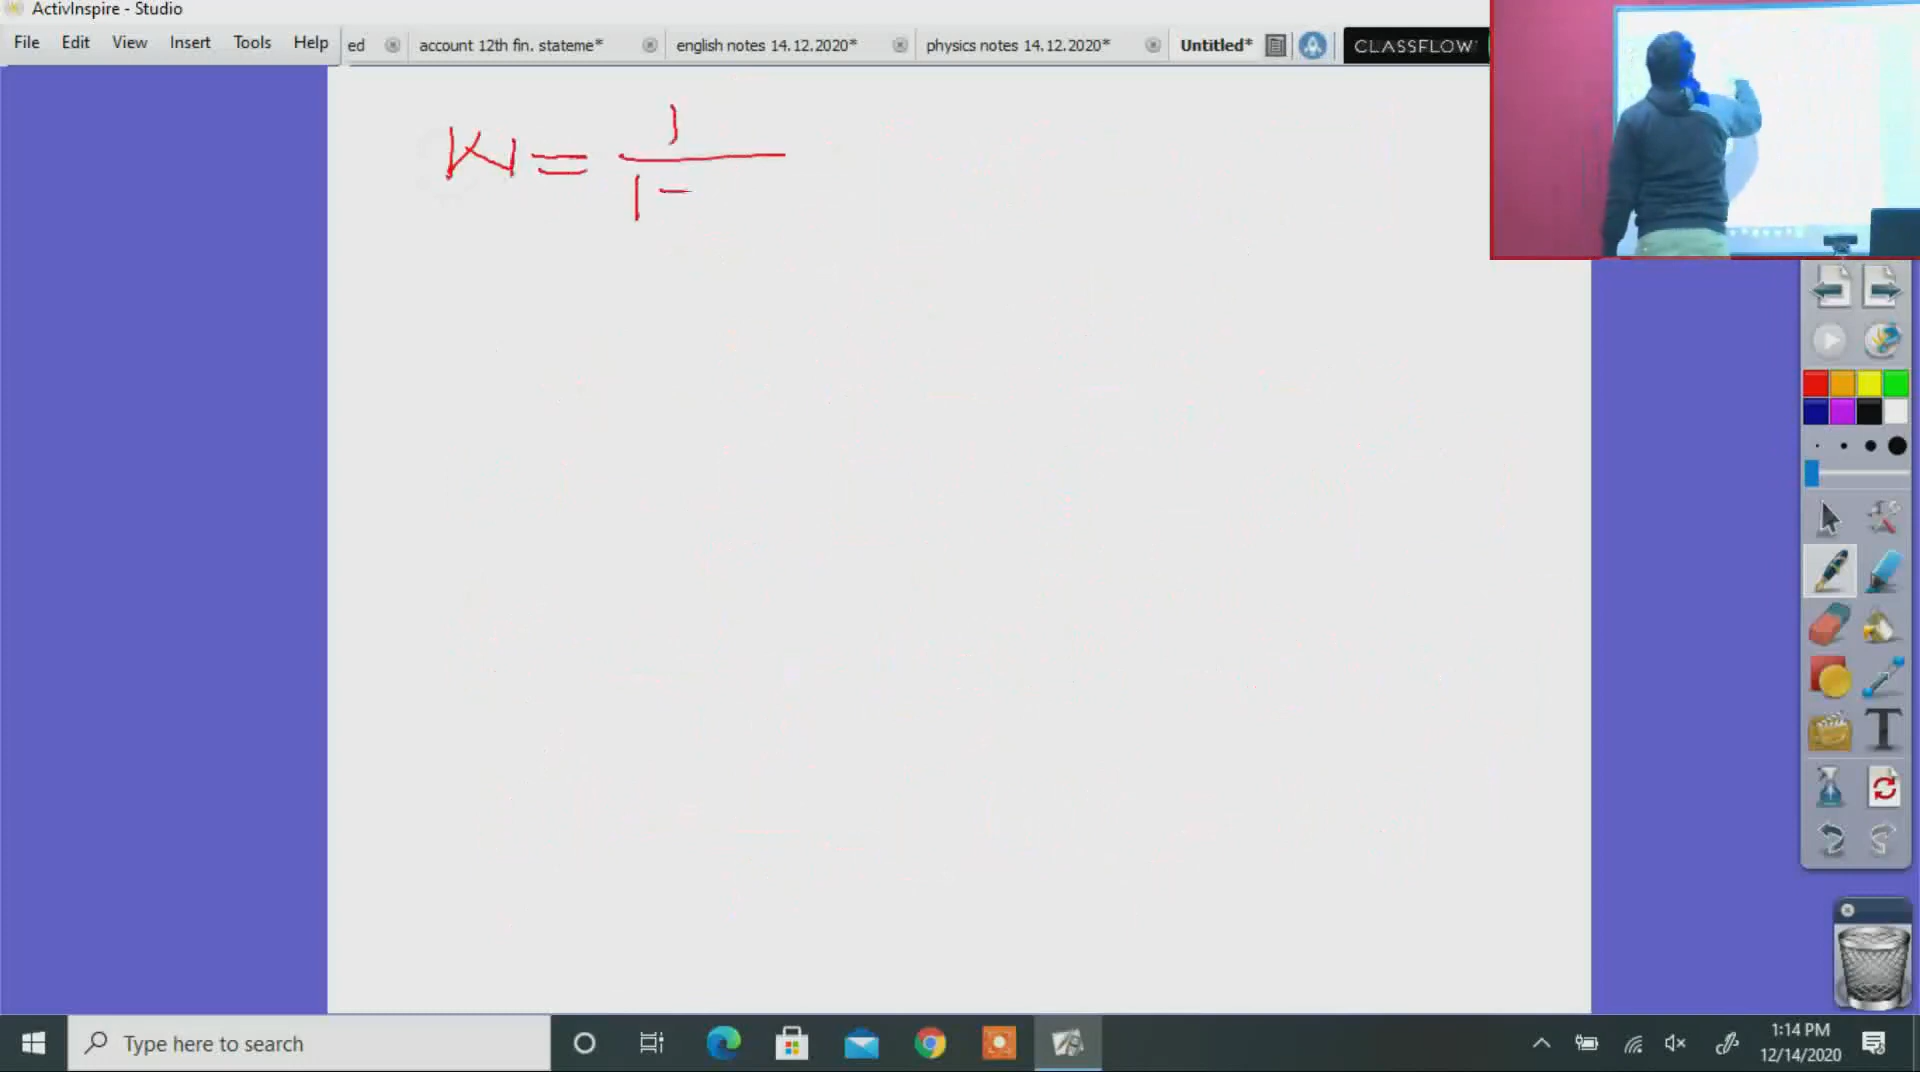 ActivInspire - Studio
File Edit View Insert Tools Help
ed account 12th fin. stateme* english notes 14.12.2020* physics notes 14.12.2020* Untitled* CLASSFLOW
K = 1
1 -
T
Type here to search
1:14 PM
12/14/2020